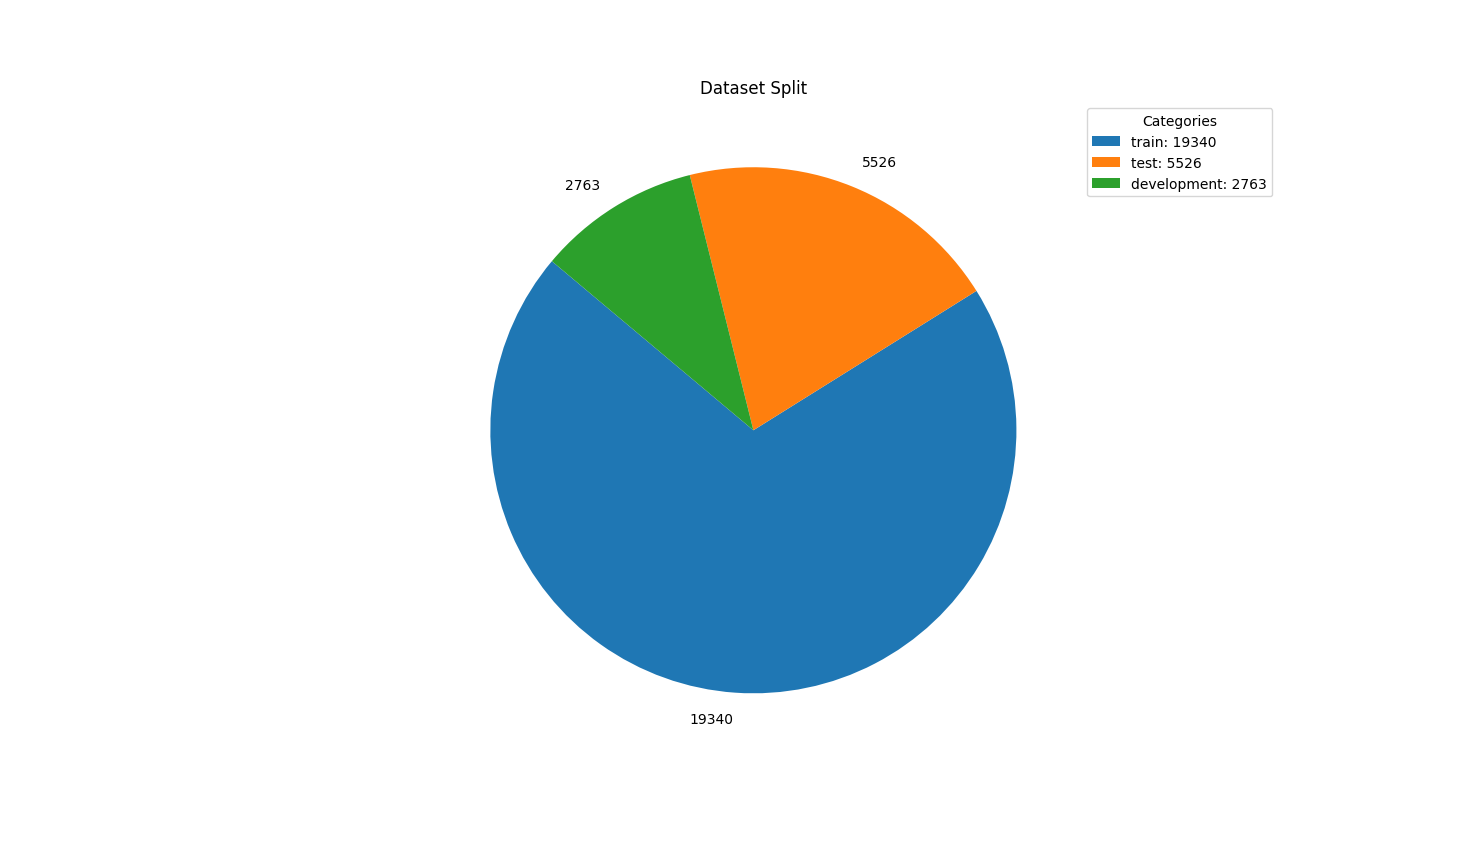 Dataset Split
Categories
train: 19340
test: 5526
development: 2763
5526
2763
19340